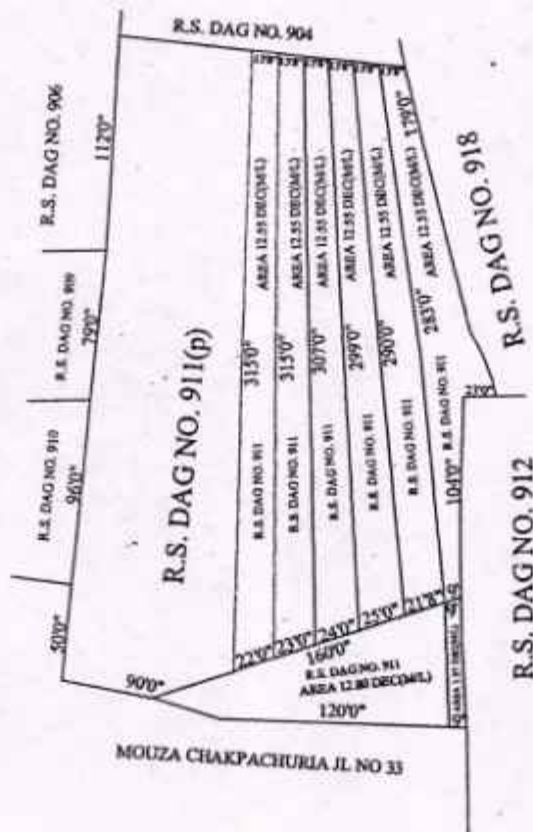 R.S. DAG NO. 904
R.S. DAG NO. 906
112'0"
R.S. DAG NO. 909
79'0"
R.S. DAG NO. 910
96'0"
50'0"
90'0"
R.S. DAG NO. 911(p)
AREA 12.55 DEC(M/L)
315'0"
R.S. DAG NO. 911
22'0"
AREA 12.55 DEC(M/L)
315'0"
R.S. DAG NO. 911
23'0"
AREA 12.55 DEC(M/L)
307'0"
R.S. DAG NO. 911
24'0"
AREA 12.55 DEC(M/L)
299'0"
R.S. DAG NO. 911
25'0"
AREA 12.55 DEC(M/L)
290'0"
R.S. DAG NO. 911
21'8"
179'0"
AREA 12.55 DEC(M/L)
283'0"
R.S. DAG NO. 911
104'0"
21'0"
R.S. DAG NO. 918
R.S. DAG NO. 912
160'0"
R.S. DAG NO. 911
AREA 12.80 DEC(M/L)
120'0"
MOUZA CHAKPACHURIA JL NO 33